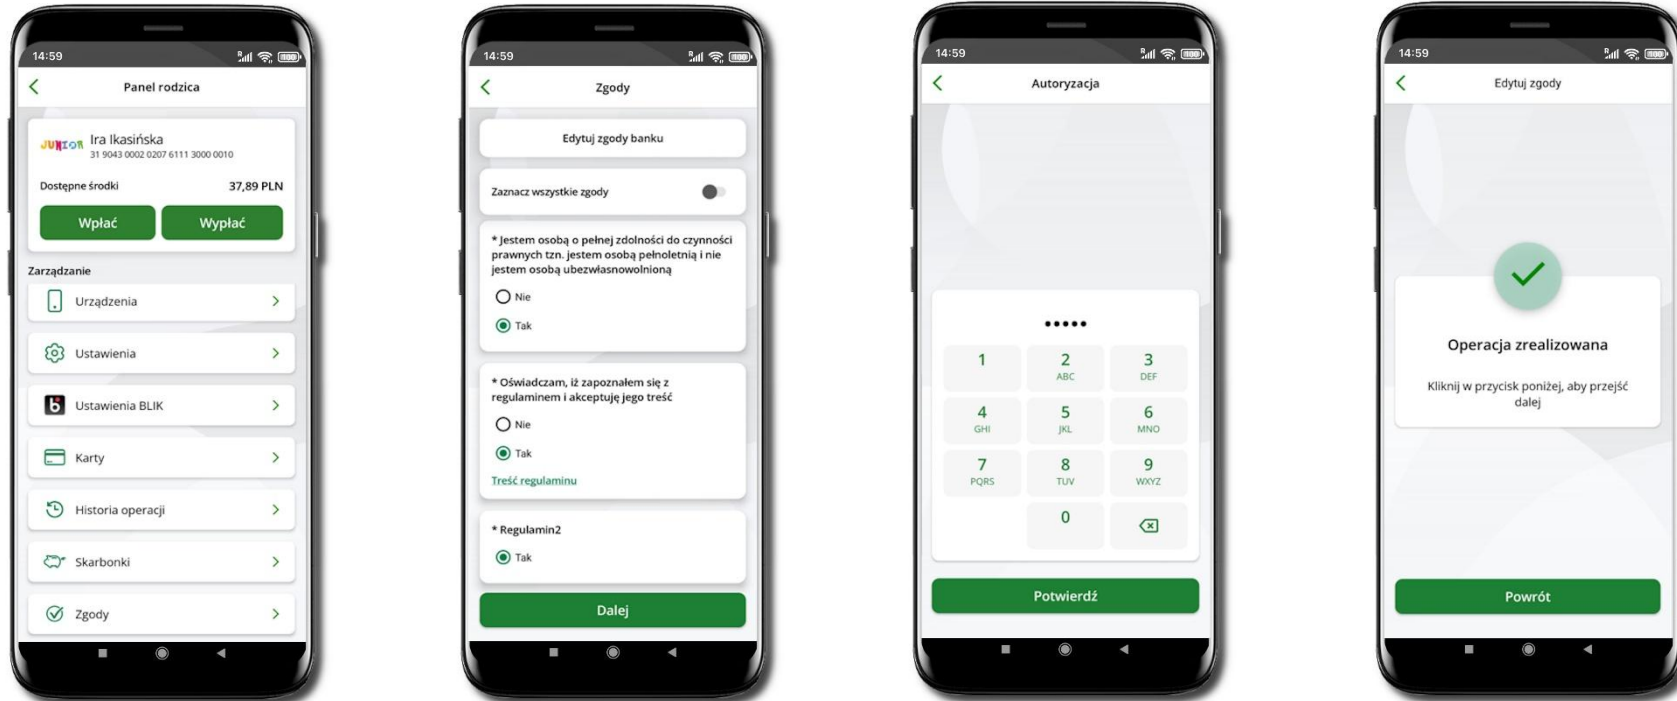 14:59
Panel rodzica
JUNIOR Ira Ikasińska
31 9043 0002 0207 6111 3000 0010
Dostępne środki 37,89 PLN
Wpłać Wypłać
Zarządzanie
Urządzenia
Ustawienia
Ustawienia BLIK
Karty
Historia operacji
Skarbonki
Zgody
14:59
Zgody
Edytuj zgody banku
Zaznacz wszystkie zgody
* Jestem osobą o pełnej zdolności do czynności
prawnych tzn. jestem osobą pełnoletnią i nie
jestem osobą ubezwłasnowolnioną
Nie
Tak
* Oświadczam, iż zapoznałem się z
regulaminem i akceptuję jego treść
Nie
Tak
Treść regulaminu
* Regulamin2
Tak
Dalej
14:59
Autoryzacja
1 2 3
ABC DEF
4 5 6
GHI JKL MNO
7 8 9
PQRS TUV WXYZ
0
Potwierdź
14:59
Edytuj zgody
Operacja zrealizowana
Kliknij w przycisk poniżej, aby przejść
dalej
Powrót